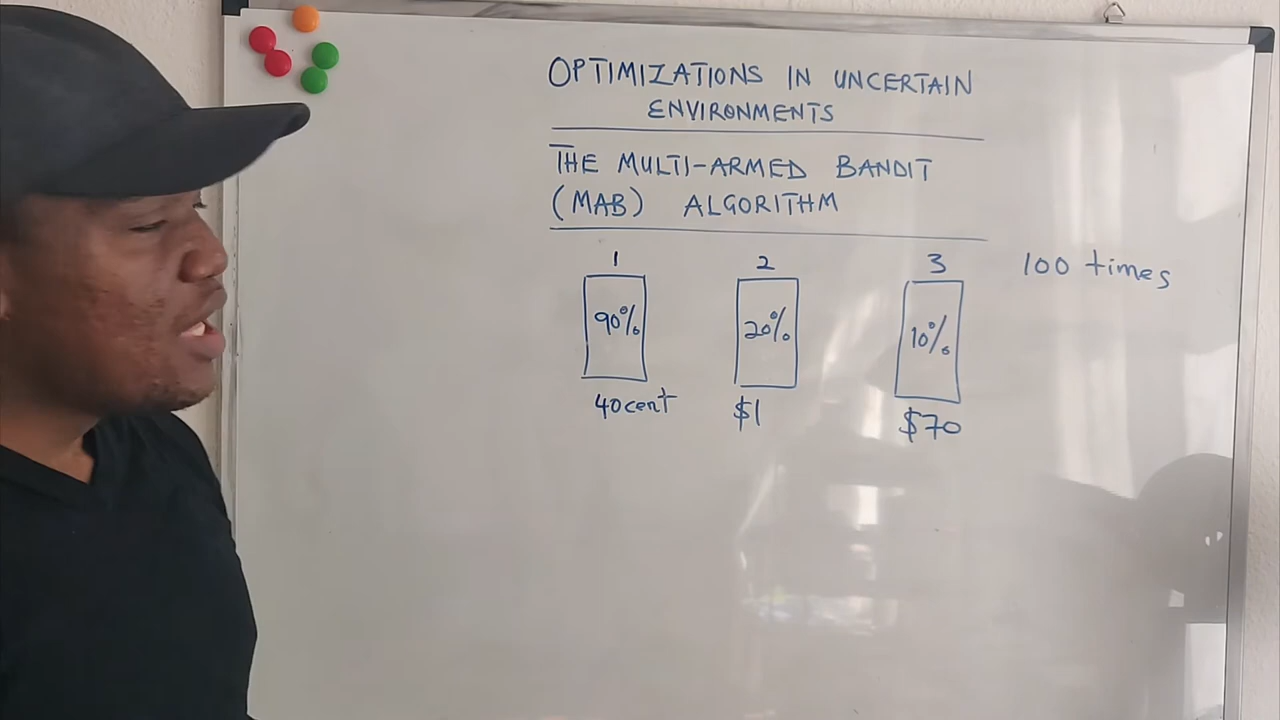 OPTIMIZATIONS IN UNCERTAIN
ENVIRONMENTS
THE MULTI-ARMED BANDIT
(MAB) ALGORITHM
1 2 3 100 times
90% 20% 10%
40cent $1 $70